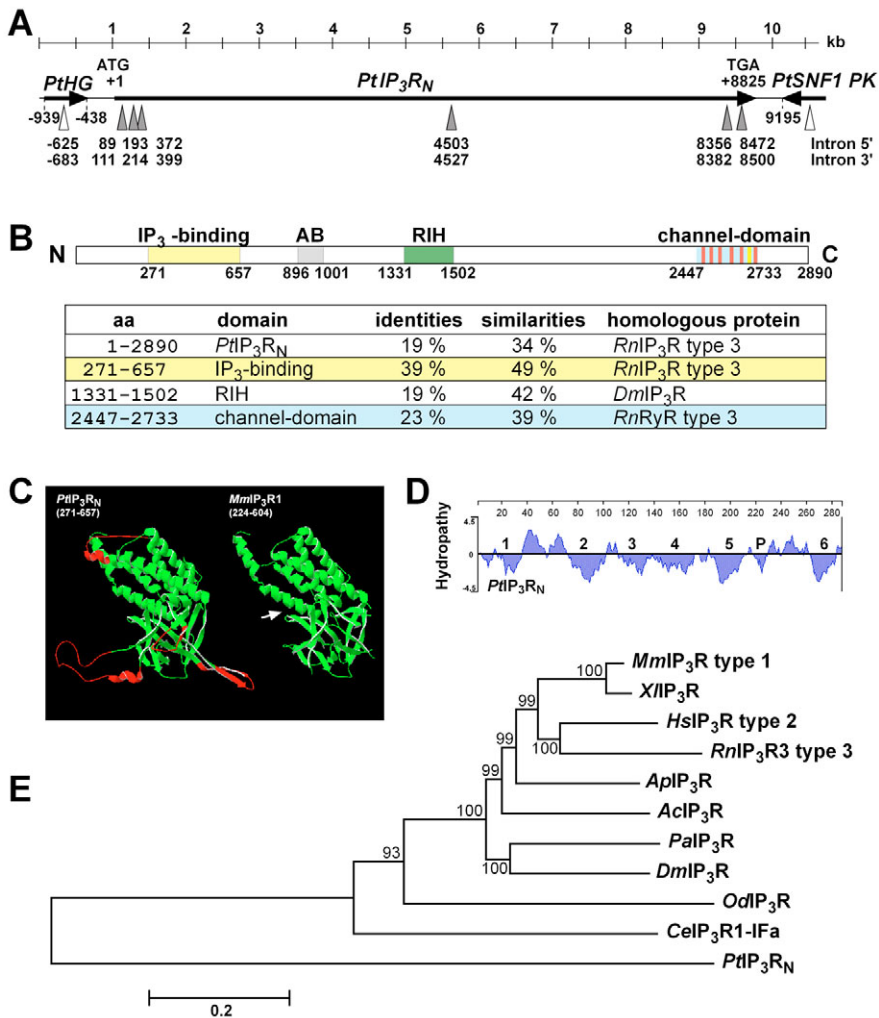 A
1 2 3 4 5 6 7 8 9 10
kb
ATG
+1
TGA
+8825
PtHG
PtIP3RN
PtSNF1 PK
-939
-438
9195
-625 89 193 372 4503 8356 8472 Intron 5'
-683 111 214 399 4527 8382 8500 Intron 3'
B
IP3 -binding AB RIH channel-domain
N
C
271 657 896 1001 1331 1502 2447 2733 2890
aa domain identities similarities homologous protein
1-2890 PtIP3RN 19 % 34 % RnIP3R type 3
271-657 IP3-binding 39 % 49 % RnIP3R type 3
1331-1502 RIH 19 % 42 % DmIP3R
2447-2733 channel-domain 23 % 39 % RnRyR type 3
C
PtIP3RN
(271-657)
MmIP3R1
(224-604)
D
20 40 60 80 100 120 140 160 180 200 220 240 260 280
4.5
0
-4.5
Hydropathy
1 2 3 4 5 P 6
PtIP3RN
E
MmIP3R type 1
XlIP3R
HsIP3R type 2
RnIP3R3 type 3
ApIP3R
AcIP3R
PaIP3R
DmIP3R
OdIP3R
CeIP3R1-IFa
PtIP3RN
100
99
100
99
99
100
100
93
0.2